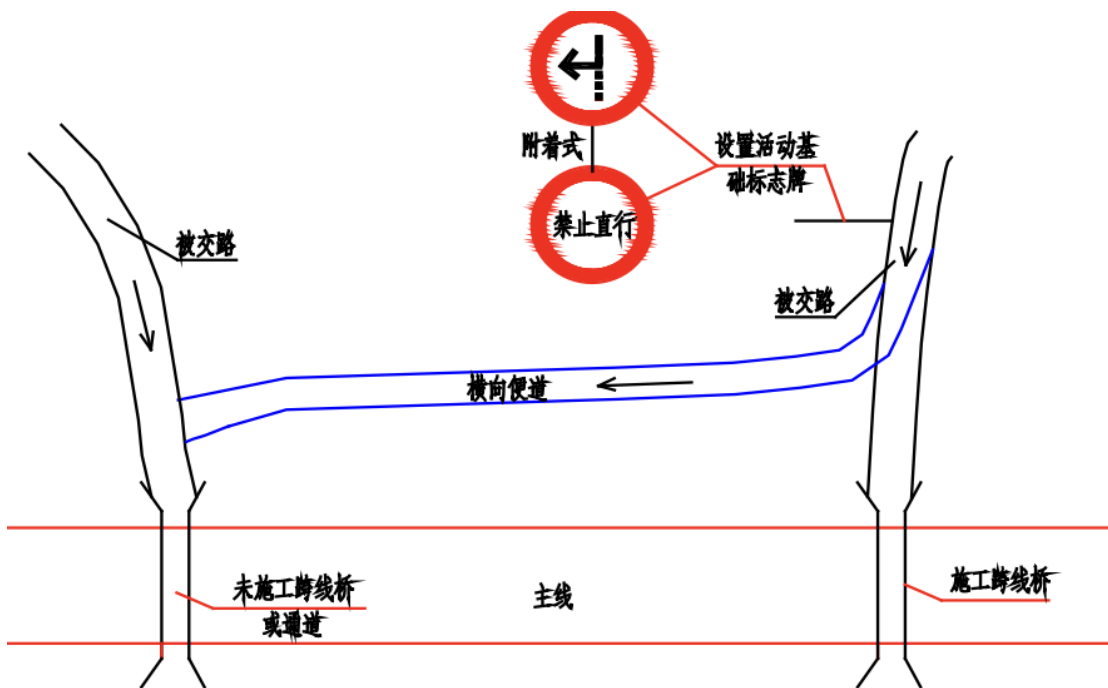 附着式
设置活动基
础标志牌
禁止直行
被交路
被交路
横向便道
未施工跨线桥
或通道
主线
施工跨线桥